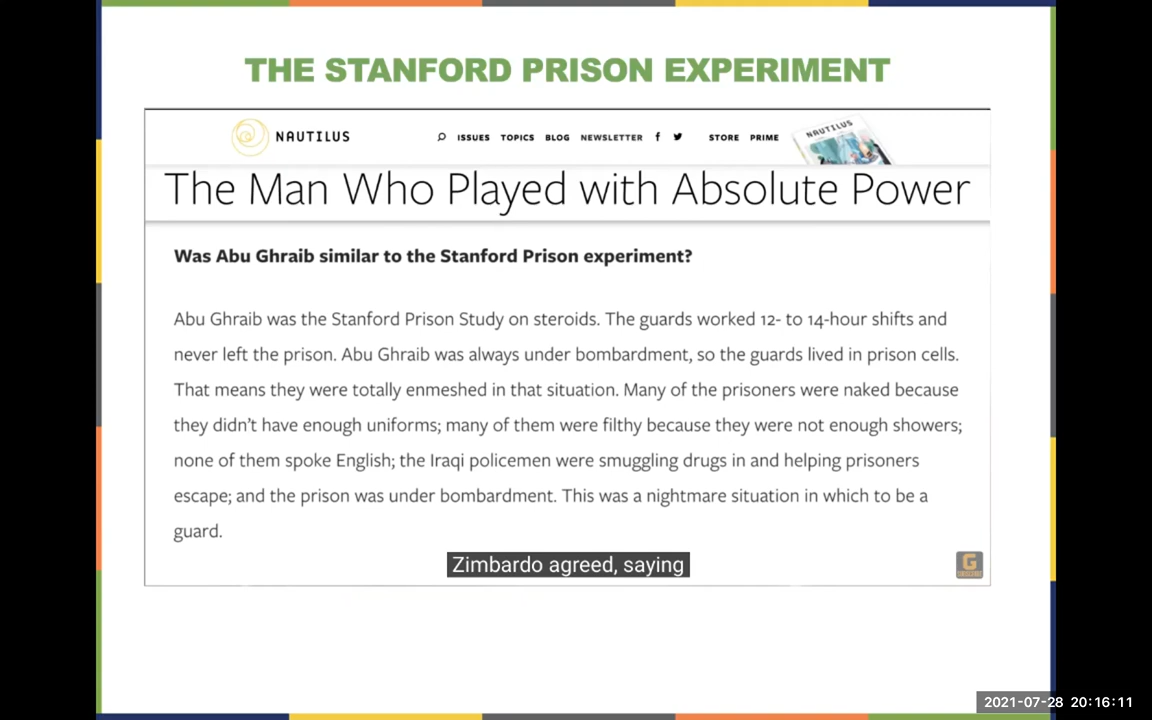 THE STANFORD PRISON EXPERIMENT
NAUTILUS
ISSUES TOPICS BLOG NEWSLETTER f STORE PRIME
NAUTILUS
The Man Who Played with Absolute Power
Was Abu Ghraib similar to the Stanford Prison experiment?
Abu Ghraib was the Stanford Prison Study on steroids. The guards worked 12- to 14-hour shifts and
never left the prison. Abu Ghraib was always under bombardment, so the guards lived in prison cells.
That means they were totally enmeshed in that situation. Many of the prisoners were naked because
they didn't have enough uniforms; many of them were filthy because they were not enough showers;
none of them spoke English; the Iraqi policemen were smuggling drugs in and helping prisoners
escape; and the prison was under bombardment. This was a nightmare situation in which to be a
guard.
Zimbardo agreed, saying
G
2021-07-28 20:16:11